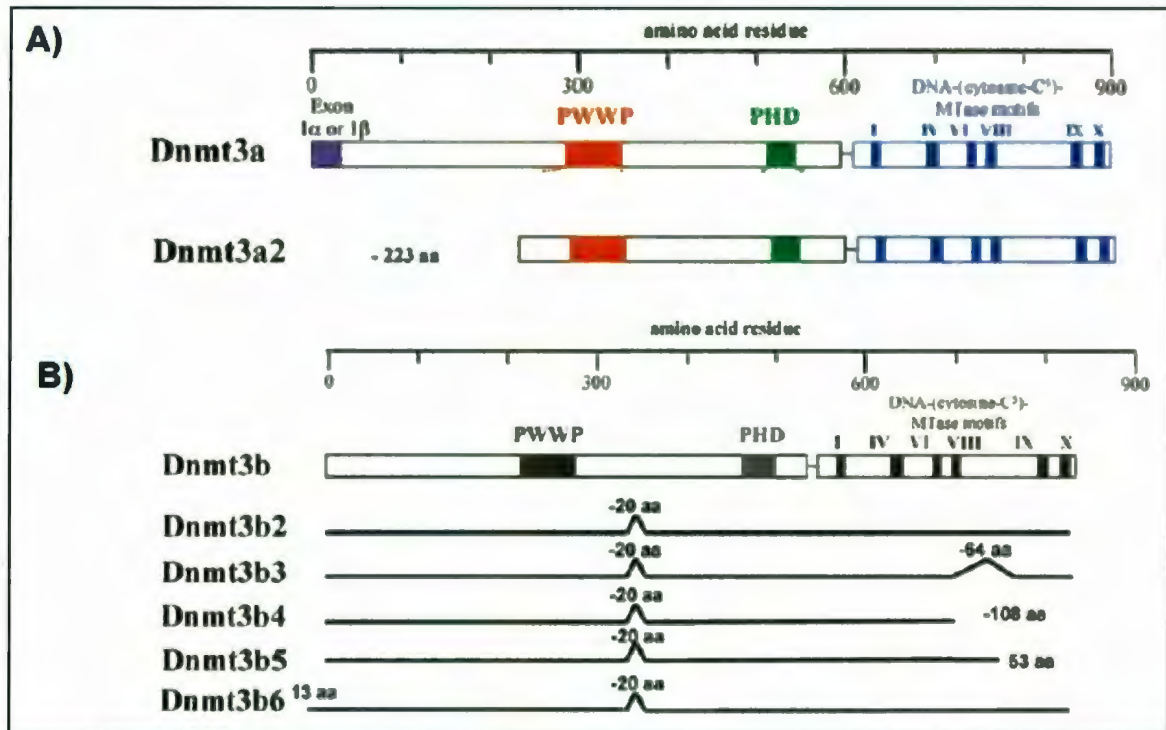 A)
amino acid residue
0 300 600 900
Exon
1α or 1β
PWWP
PHD
DNA-(cytosine-C⁵)-
MTase motifs
I IV VI VIII IX X
Dnmt3a
Dnmt3a2
- 223 aa
B)
amino acid residue
0 300 600 900
DNA-(cytosine-C⁵)-
MTase motifs
PWWP
PHD
I IV VI VIII IX X
Dnmt3b
-20 aa
Dnmt3b2
-20 aa
-64 aa
Dnmt3b3
-20 aa
Dnmt3b4
-108 aa
-20 aa
Dnmt3b5
53 aa
13 aa
-20 aa
Dnmt3b6